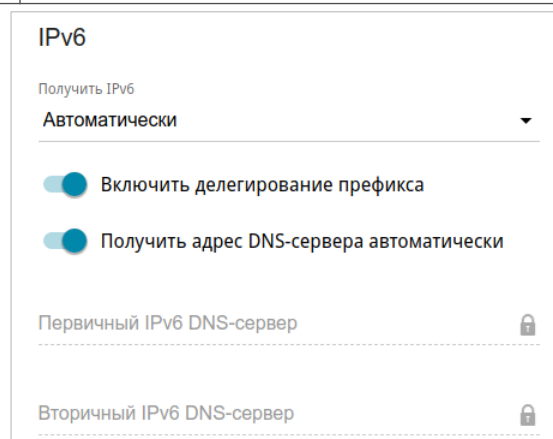 IPv6
Получить IPv6
Автоматически
Включить делегирование префикса
Получить адрес DNS-сервера автоматически
Первичный IPv6 DNS-сервер
Вторичный IPv6 DNS-сервер